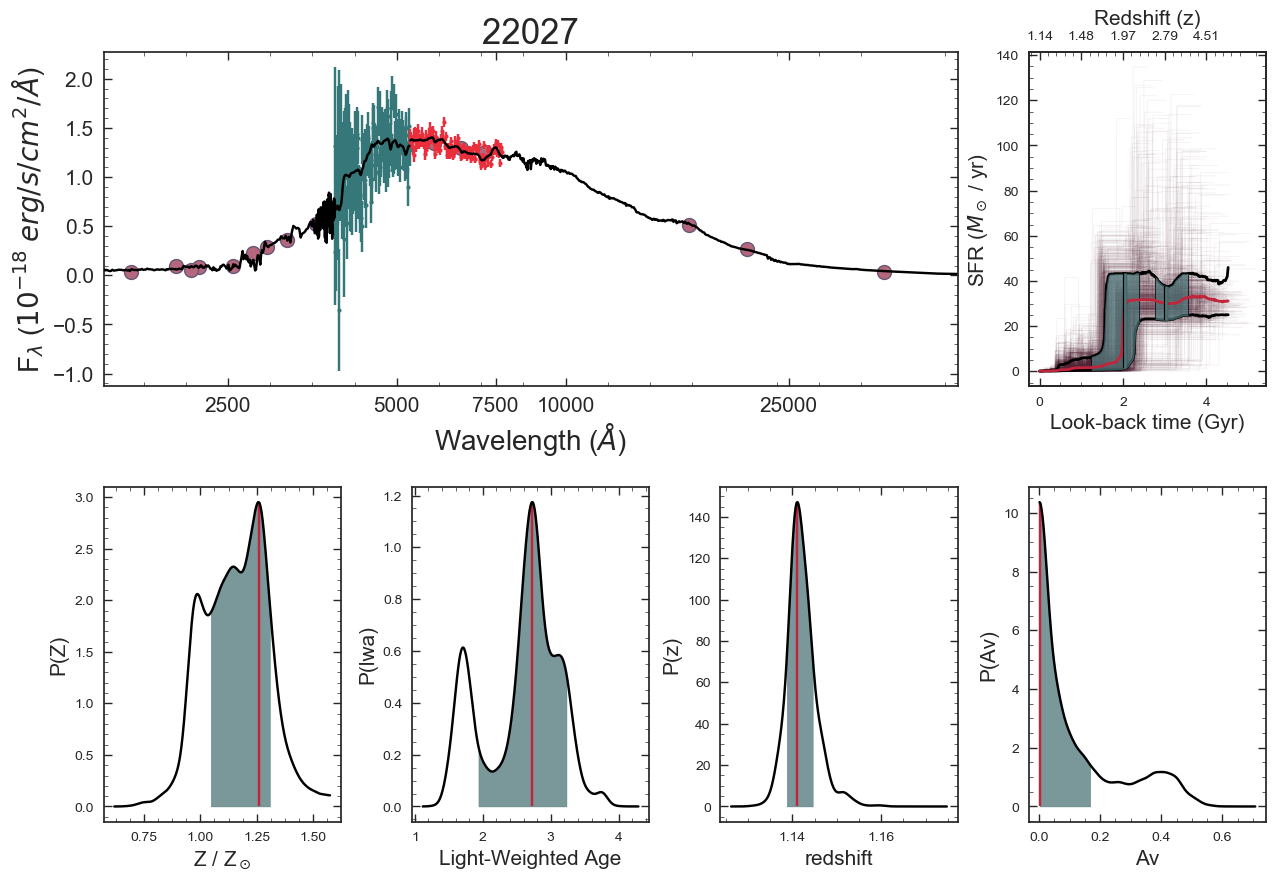 22027
Redshift (z)
1.14 1.48 1.97 2.79 4.51
F_λ (10^{-18} erg/s/cm^2/Å)
2.0
1.5
1.0
0.5
0.0
−0.5
−1.0
2500 5000 7500 10000 25000
Wavelength (Å)
SFR (M_⊙ / yr)
140
120
100
80
60
40
20
0
0 2 4
Look-back time (Gyr)
P(Z)
3.0
2.5
2.0
1.5
1.0
0.5
0.0
0.75 1.00 1.25 1.50
Z / Z_⊙
P(lwa)
1.2
1.0
0.8
0.6
0.4
0.2
0.0
1 2 3 4
Light-Weighted Age
P(z)
140
120
100
80
60
40
20
0
1.14 1.16
redshift
P(Av)
10
8
6
4
2
0
0.0 0.2 0.4 0.6
Av